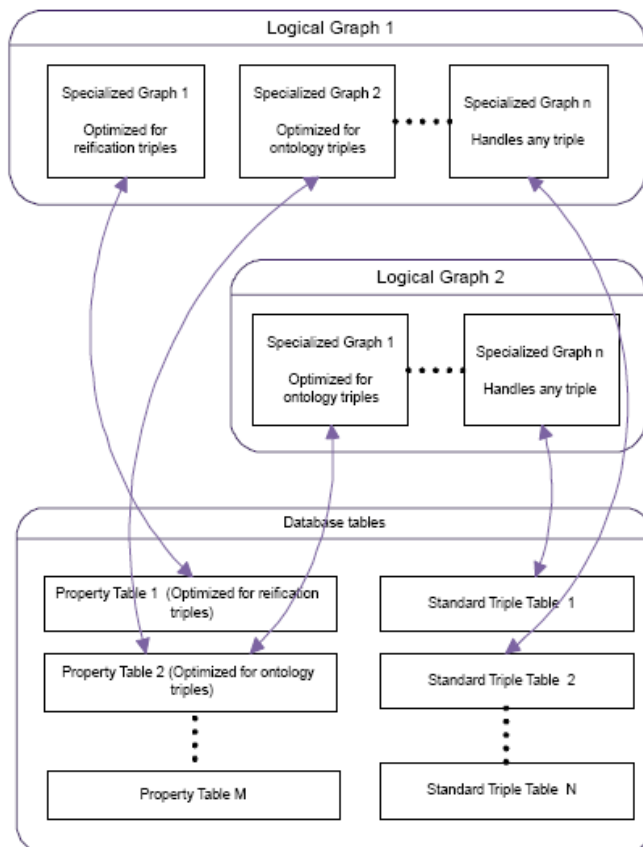 Logical Graph 1
Specialized Graph 1
Optimized for
reification triples
Specialized Graph 2
Optimized for
ontology triples
Specialized Graph n
Handles any triple
Logical Graph 2
Specialized Graph 1
Optimized for
ontology triples
Specialized Graph n
Handles any triple
Database tables
Property Table 1 (Optimized for reification
triples)
Standard Triple Table 1
Property Table 2 (Optimized for ontology
triples)
Standard Triple Table 2
Property Table M
Standard Triple Table N